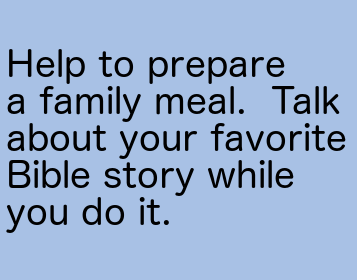 Help to prepare
a family meal.  Talk
about your favorite
Bible story while
you do it.